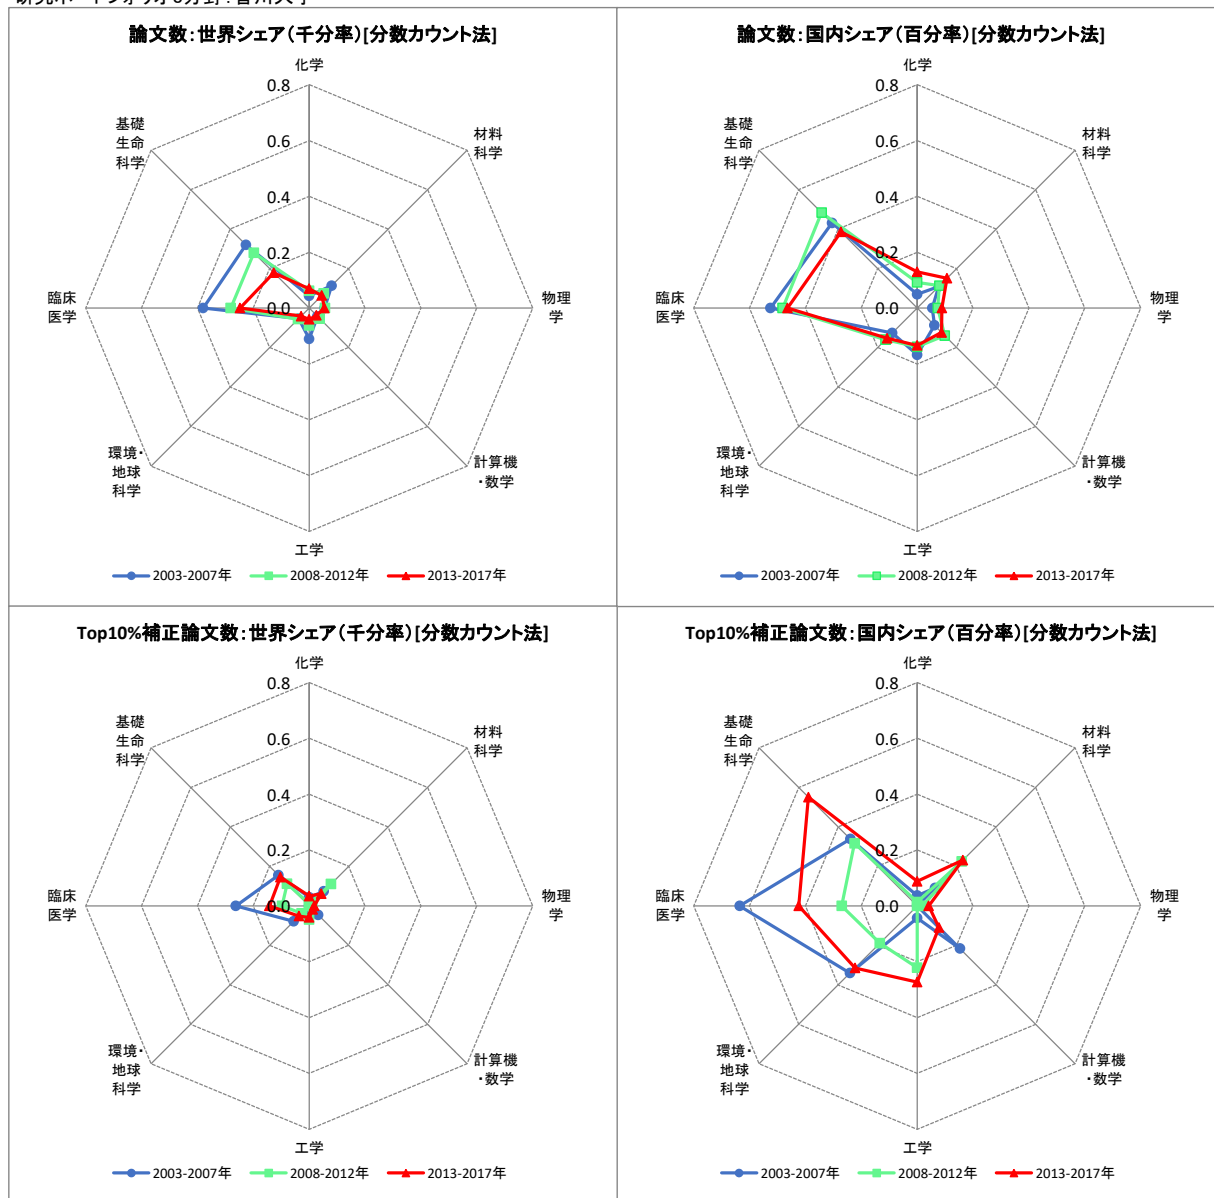 論文数：世界シェア（千分率）[分数カウント法]
化学
0.8
0.6
0.4
0.2
0.0
材料
科学
物理
学
計算機
・数学
工学
環境・
地球
科学
臨床
医学
基礎
生命
科学
2003-2007年
2008-2012年
2013-2017年
論文数：国内シェア（百分率）[分数カウント法]
化学
0.8
0.6
0.4
0.2
0.0
材料
科学
物理
学
計算機
・数学
工学
環境・
地球
科学
臨床
医学
基礎
生命
科学
2003-2007年
2008-2012年
2013-2017年
Top10%補正論文数：世界シェア（千分率）[分数カウント法]
化学
0.8
0.6
0.4
0.2
0.0
材料
科学
物理
学
計算機
・数学
工学
環境・
地球
科学
臨床
医学
基礎
生命
科学
2003-2007年
2008-2012年
2013-2017年
Top10%補正論文数：国内シェア（百分率）[分数カウント法]
化学
0.8
0.6
0.4
0.2
0.0
材料
科学
物理
学
計算機
・数学
工学
環境・
地球
科学
臨床
医学
基礎
生命
科学
2003-2007年
2008-2012年
2013-2017年